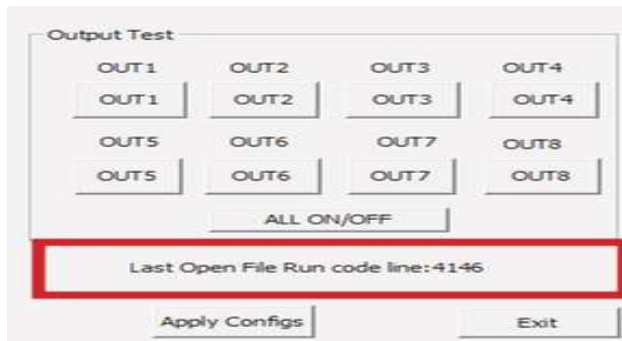 Output Test
OUT1 OUT2 OUT3 OUT4
OUT1 OUT2 OUT3 OUT4
OUT5 OUT6 OUT7 OUT8
OUT5 OUT6 OUT7 OUT8
ALL ON/OFF
Last Open File Run code line:4146
Apply Configs Exit